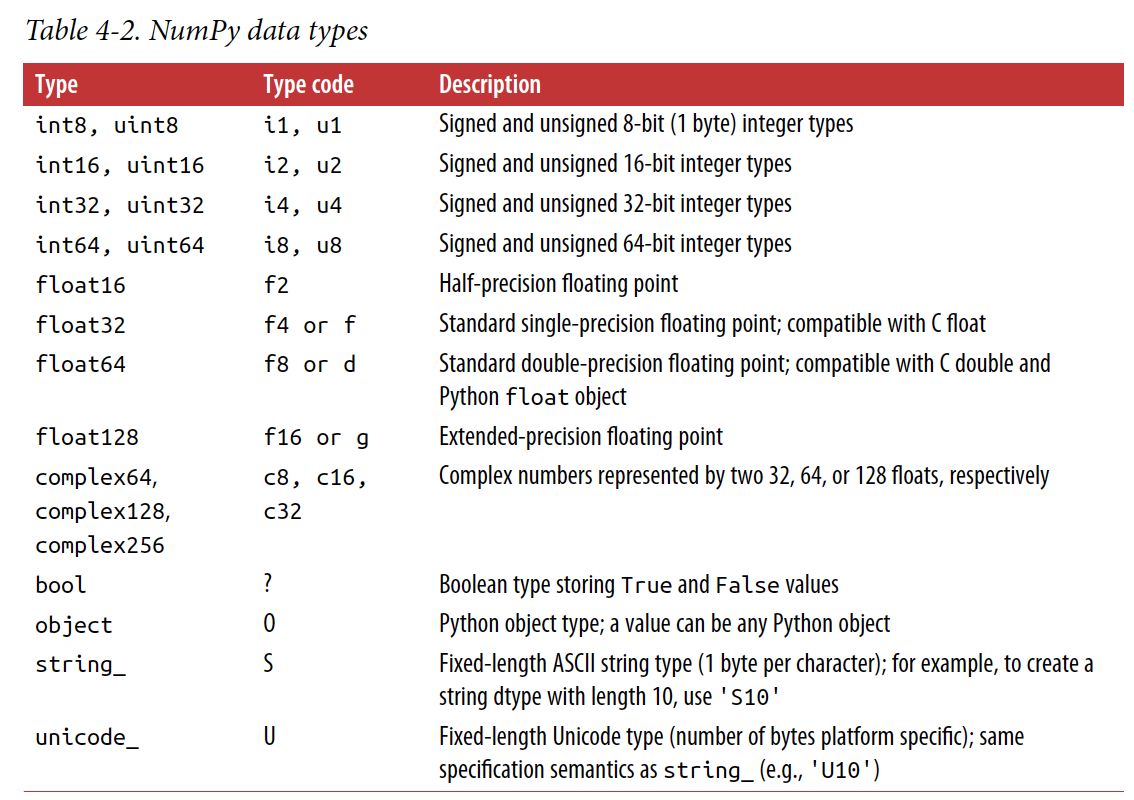 Table 4-2. NumPy data types
Type Type code Description
int8, uint8 i1, u1 Signed and unsigned 8-bit (1 byte) integer types
int16, uint16 i2, u2 Signed and unsigned 16-bit integer types
int32, uint32 i4, u4 Signed and unsigned 32-bit integer types
int64, uint64 i8, u8 Signed and unsigned 64-bit integer types
float16 f2 Half-precision floating point
float32 f4 or f Standard single-precision floating point; compatible with C float
float64 f8 or d Standard double-precision floating point; compatible with C double and
Python float object
float128 f16 or g Extended-precision floating point
complex64, c8, c16, Complex numbers represented by two 32, 64, or 128 floats, respectively
complex128, c32
complex256
bool ? Boolean type storing True and False values
object O Python object type; a value can be any Python object
string_ S Fixed-length ASCII string type (1 byte per character); for example, to create a
string dtype with length 10, use 'S10'
unicode_ U Fixed-length Unicode type (number of bytes platform specific); same
specification semantics as string_ (e.g., 'U10')